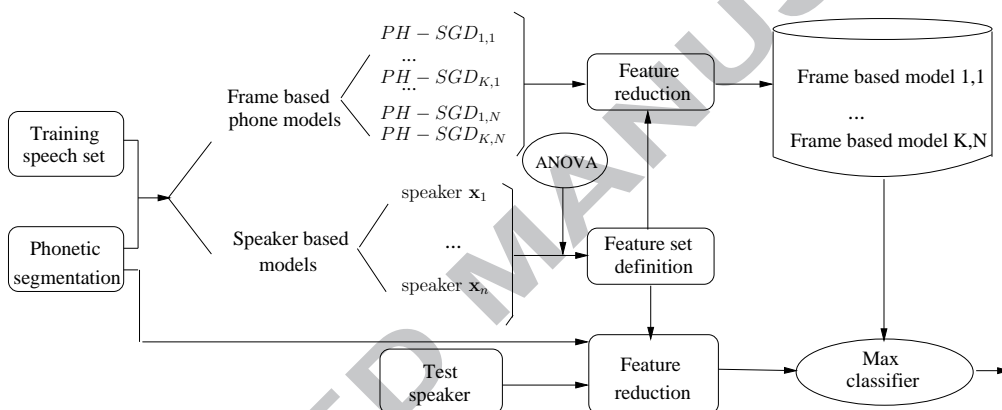 PH − SGD1,1
...
PH − SGDK,1
...
PH − SGD1,N
PH − SGDK,N
Frame based
phone models
Feature
reduction
Frame based model 1,1
...
Frame based model K,N
Training
speech set
ANOVA
speaker x1
...
speaker xn
Phonetic
segmentation
Speaker based
models
Feature set
definition
Test
speaker
Feature
reduction
Max
classifier
ED MANUS